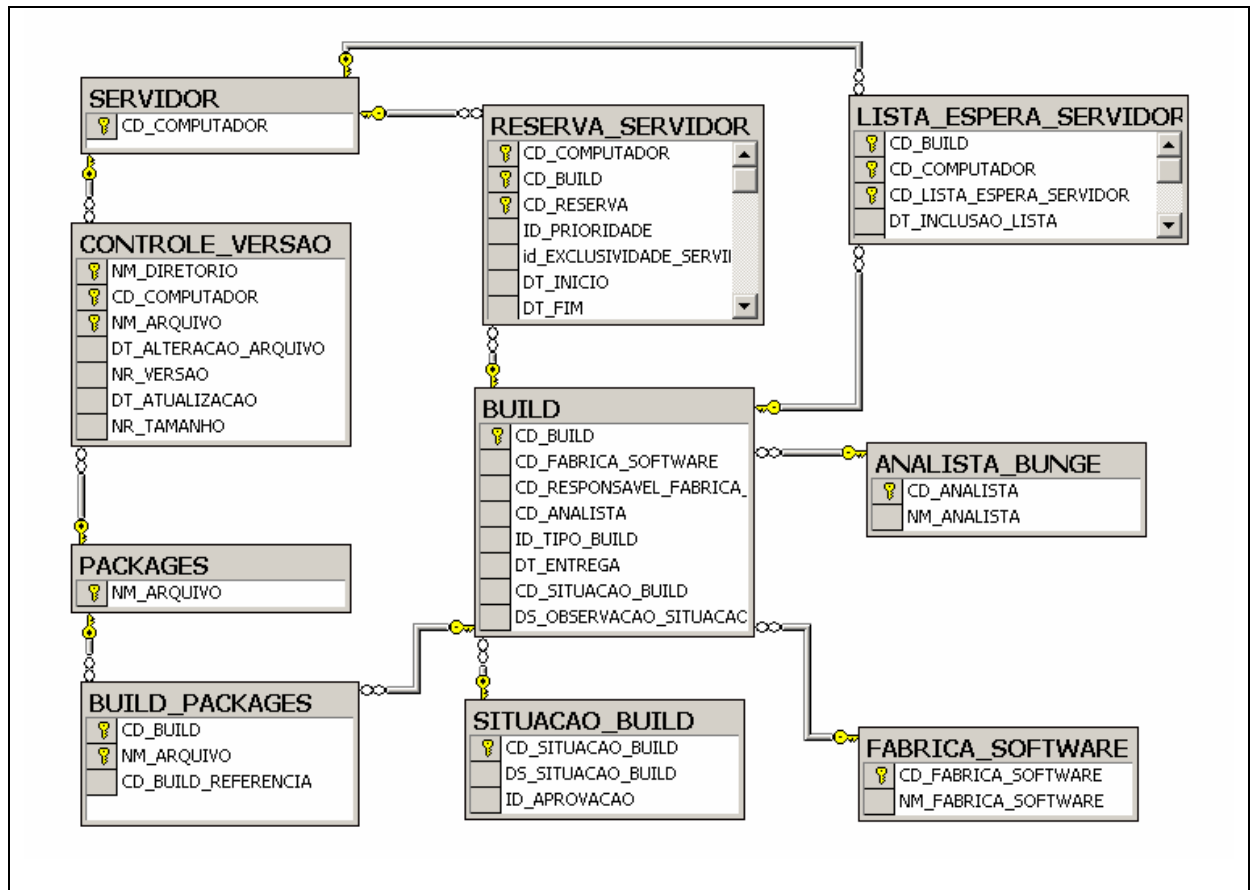 SERVIDOR
CD_COMPUTADOR
RESERVA_SERVIDOR
CD_COMPUTADOR
CD_BUILD
CD_RESERVA
ID_PRIORIDADE
id_EXCLUSIVIDADE_SERVI
DT_INICIO
DT_FIM
LISTA_ESPERA_SERVIDOR
CD_BUILD
CD_COMPUTADOR
CD_LISTA_ESPERA_SERVIDOR
DT_INCLUSAO_LISTA
CONTROLE_VERSAO
NM_DIRETORIO
CD_COMPUTADOR
NM_ARQUIVO
DT_ALTERACAO_ARQUIVO
NR_VERSAO
DT_ATUALIZACAO
NR_TAMANHO
BUILD
CD_BUILD
CD_FABRICA_SOFTWARE
CD_RESPONSAVEL_FABRICA_
CD_ANALISTA
ID_TIPO_BUILD
DT_ENTREGA
CD_SITUACAO_BUILD
DS_OBSERVACAO_SITUACAC
ANALISTA_BUNGE
CD_ANALISTA
NM_ANALISTA
PACKAGES
NM_ARQUIVO
BUILD_PACKAGES
CD_BUILD
NM_ARQUIVO
CD_BUILD_REFERENCIA
SITUACAO_BUILD
CD_SITUACAO_BUILD
DS_SITUACAO_BUILD
ID_APROVACAO
FABRICA_SOFTWARE
CD_FABRICA_SOFTWARE
NM_FABRICA_SOFTWARE